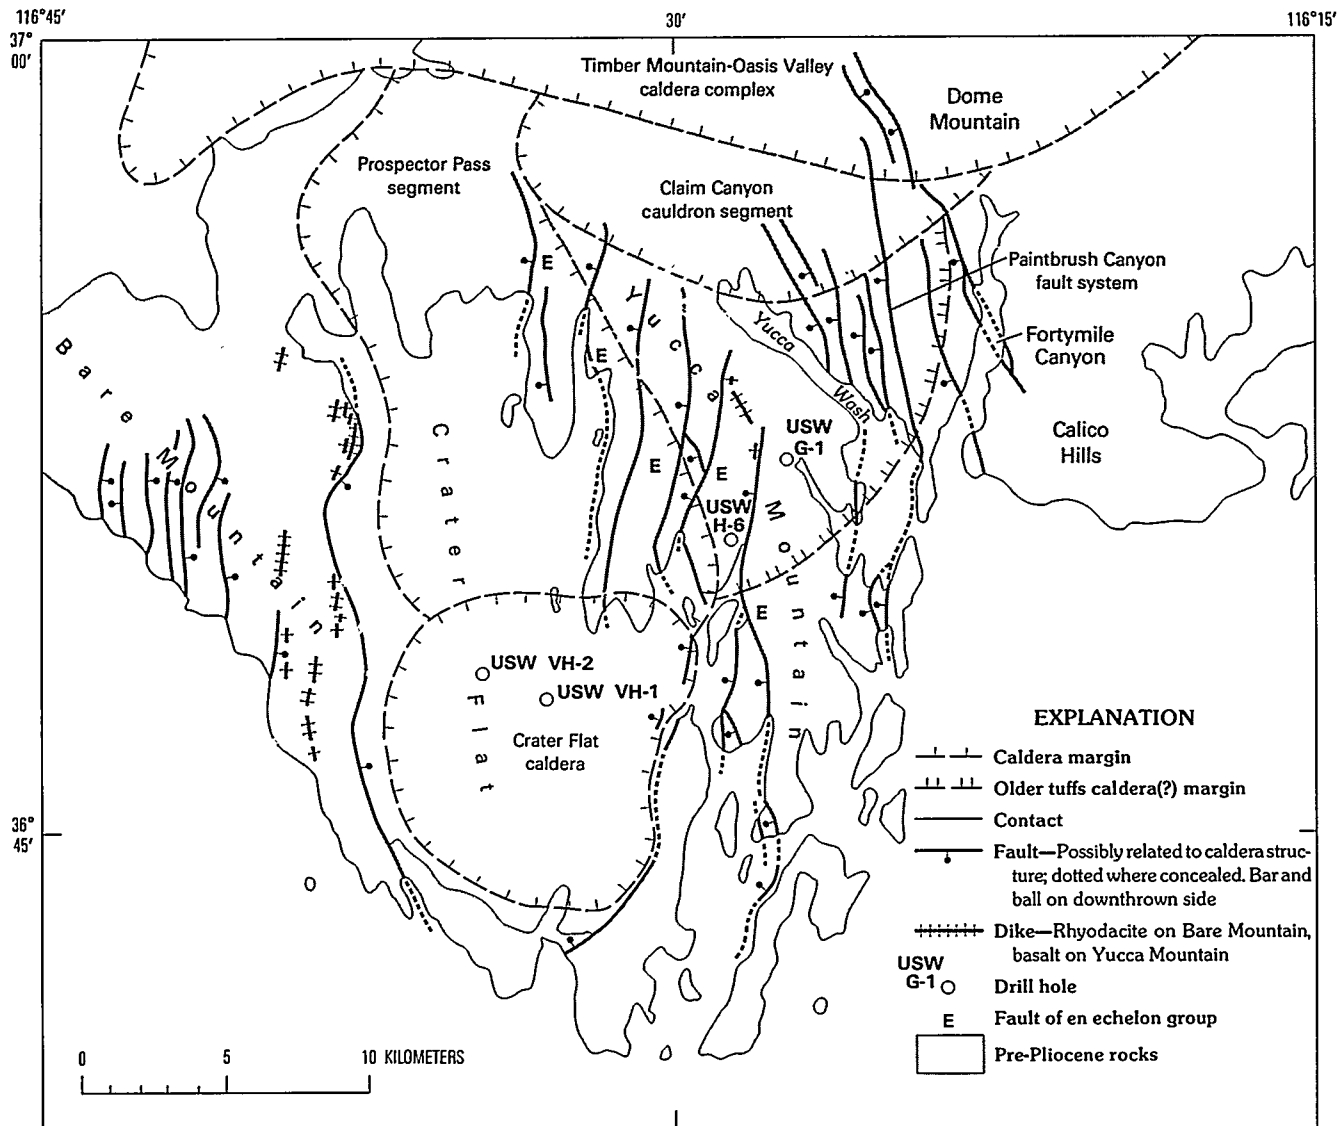 116°45'
30'
116°15'
37°
00'
Timber Mountain-Oasis Valley
caldera complex
Dome
Mountain
Prospector Pass
segment
Claim Canyon
cauldron segment
Paintbrush Canyon
fault system
Fortymile
Canyon
Calico
Hills
Bare Mountain
Crater Flat
Yucca Mountain
Yucca Wash
E
E
E
E
E
USW
G-1
USW
H-6
USW VH-2
USW VH-1
Crater Flat
caldera
36°
45'
EXPLANATION
Caldera margin
Older tuffs caldera(?) margin
Contact
Fault—Possibly related to caldera struc-
ture; dotted where concealed. Bar and
ball on downthrown side
Dike—Rhyodacite on Bare Mountain,
basalt on Yucca Mountain
USW
G-1
Drill hole
E Fault of en echelon group
Pre-Pliocene rocks
0 5 10 KILOMETERS